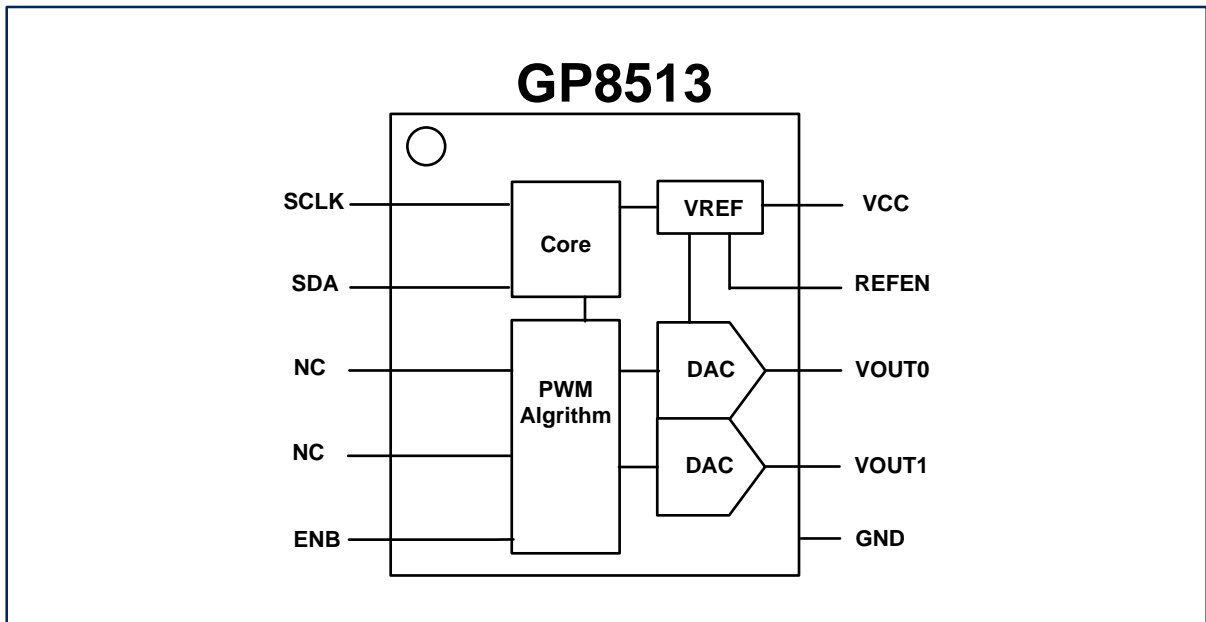 GP8513
SCLK
Core
VREF
VCC
SDA
REFEN
NC
PWM
Algrithm
DAC
VOUT0
NC
DAC
VOUT1
ENB
GND